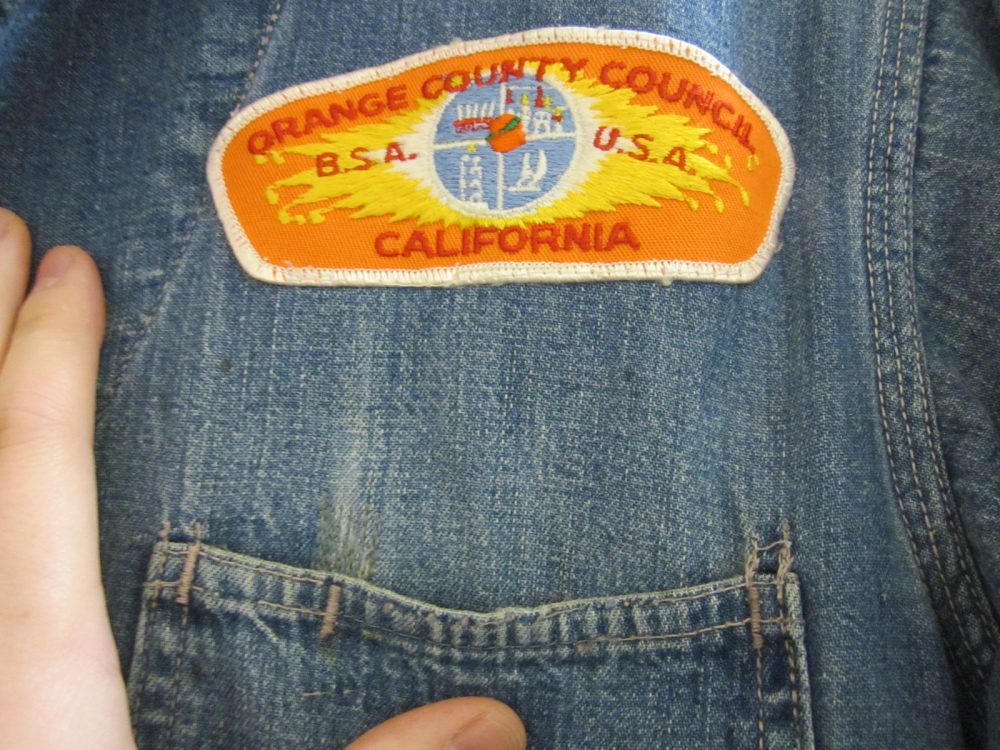 ORANGE COUNTY COUNCIL
B.S.A. U.S.A.
CALIFORNIA